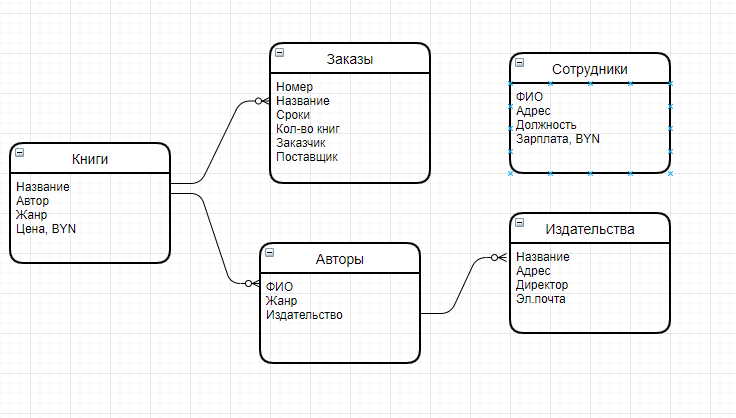 Заказы
Номер
Название
Сроки
Кол-во книг
Заказчик
Поставщик
Сотрудники
ФИО
Адрес
Должность
Зарплата, BYN
Книги
Название
Автор
Жанр
Цена, BYN
Авторы
ФИО
Жанр
Издательство
Издательства
Название
Адрес
Директор
Эл.почта